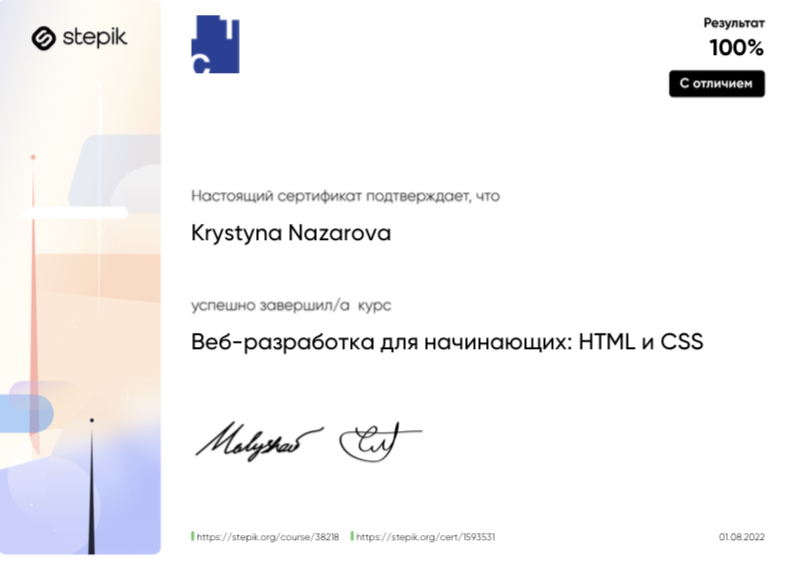 stepik
Результат
100%
С отличием
Настоящий сертификат подтверждает, что
Krystyna Nazarova
успешно завершил/а курс
Веб-разработка для начинающих: HTML и CSS
https://stepik.org/course/38218 https://stepik.org/cert/1593531
01.08.2022